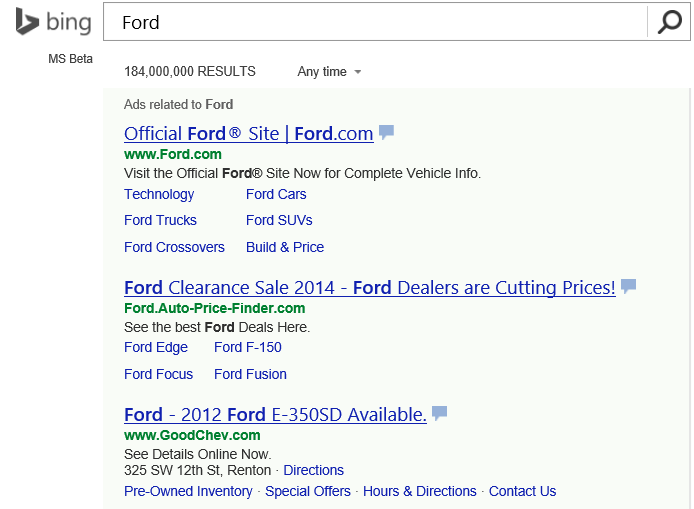 bing
Ford
MS Beta
184,000,000 RESULTS Any time
Ads related to Ford
Official Ford® Site | Ford.com
www.Ford.com
Visit the Official Ford® Site Now for Complete Vehicle Info.
Technology Ford Cars
Ford Trucks Ford SUVs
Ford Crossovers Build & Price
Ford Clearance Sale 2014 - Ford Dealers are Cutting Prices!
Ford.Auto-Price-Finder.com
See the best Ford Deals Here.
Ford Edge Ford F-150
Ford Focus Ford Fusion
Ford - 2012 Ford E-350SD Available.
www.GoodChev.com
See Details Online Now.
325 SW 12th St, Renton · Directions
Pre-Owned Inventory · Special Offers · Hours & Directions · Contact Us